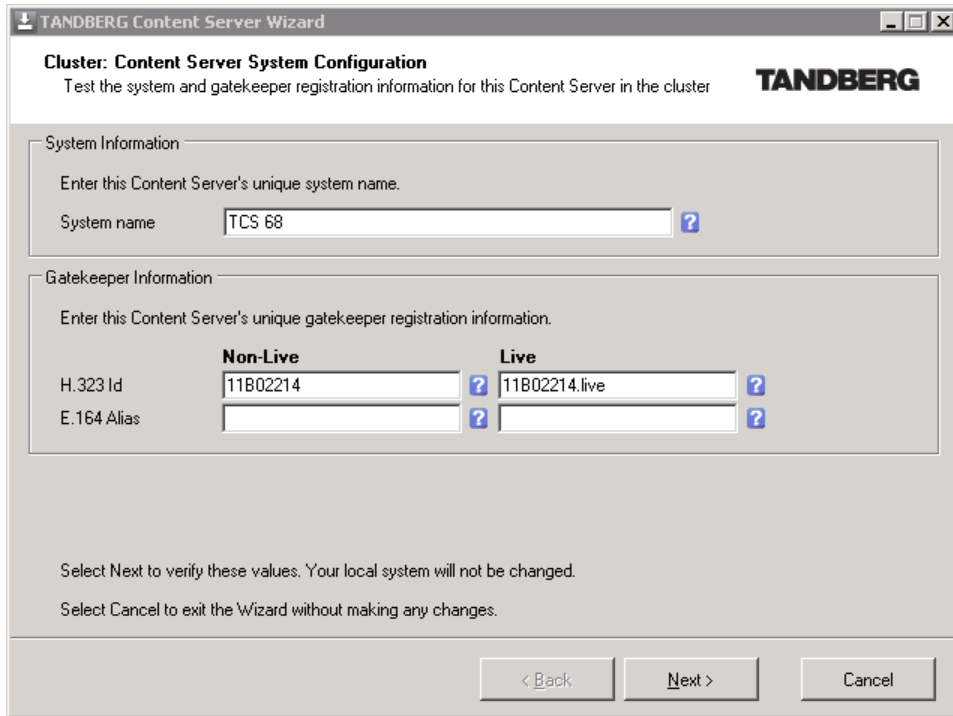 TANDBERG Content Server Wizard
Cluster: Content Server System Configuration
Test the system and gatekeeper registration information for this Content Server in the cluster
TANDBERG
System Information
Enter this Content Server's unique system name.
System name TCS 68 ?
Gatekeeper Information
Enter this Content Server's unique gatekeeper registration information.
Non-Live Live
H.323 Id 11B02214 ? 11B02214.live ?
E.164 Alias ? ?
Select Next to verify these values. Your local system will not be changed.
Select Cancel to exit the Wizard without making any changes.
< Back Next > Cancel